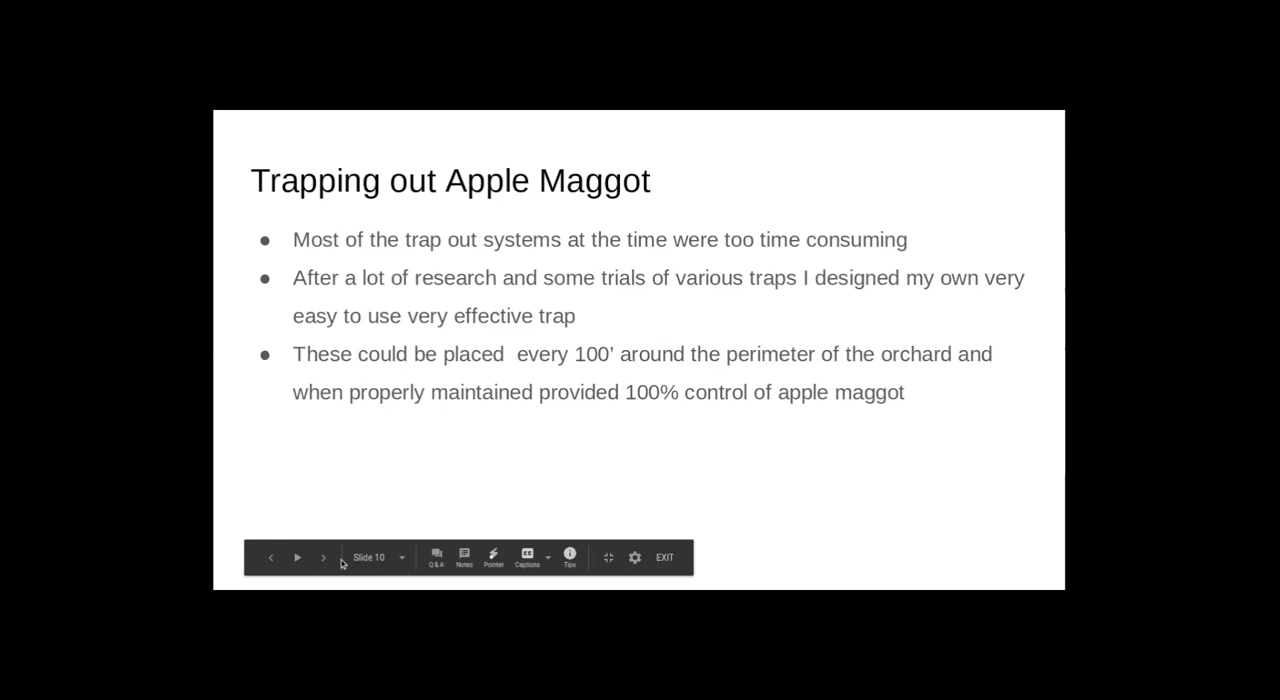 Trapping out Apple Maggot
● Most of the trap out systems at the time were too time consuming
● After a lot of research and some trials of various traps I designed my own very
easy to use very effective trap
● These could be placed  every 100’ around the perimeter of the orchard and
when properly maintained provided 100% control of apple maggot
Slide 10
Q & A Notes Pointer Captions Tips EXIT